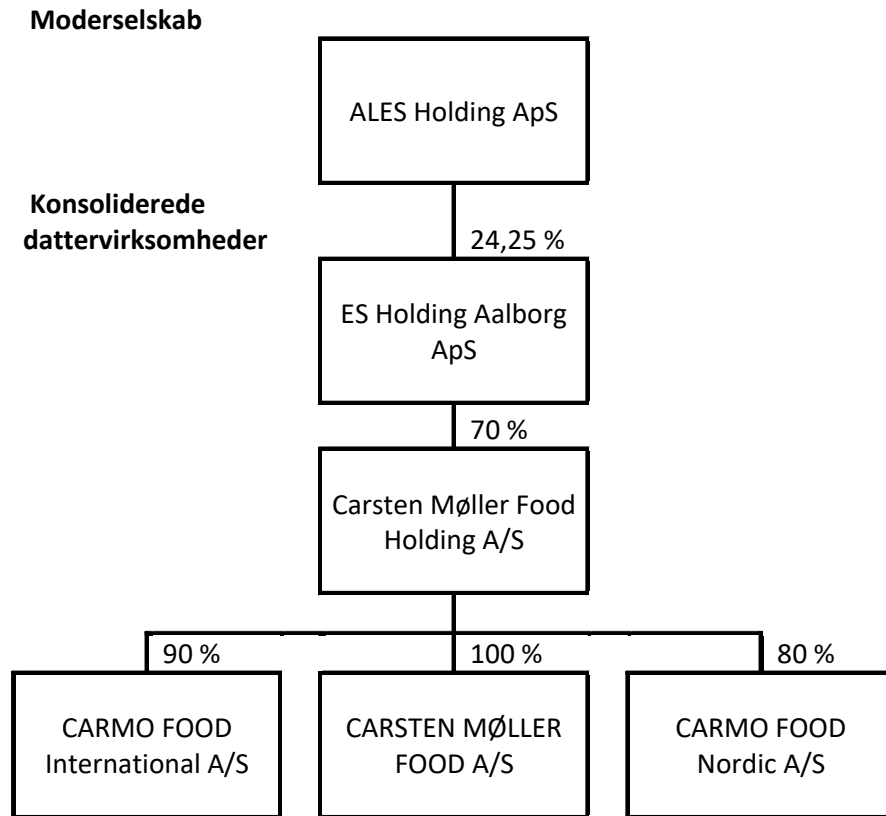 Moderselskab
ALES Holding ApS
Konsoliderede
dattervirksomheder
24,25 %
ES Holding Aalborg
ApS
70 %
Carsten Møller Food
Holding A/S
90 %
100 %
80 %
CARMO FOOD
International A/S
CARSTEN MØLLER
FOOD A/S
CARMO FOOD
Nordic A/S